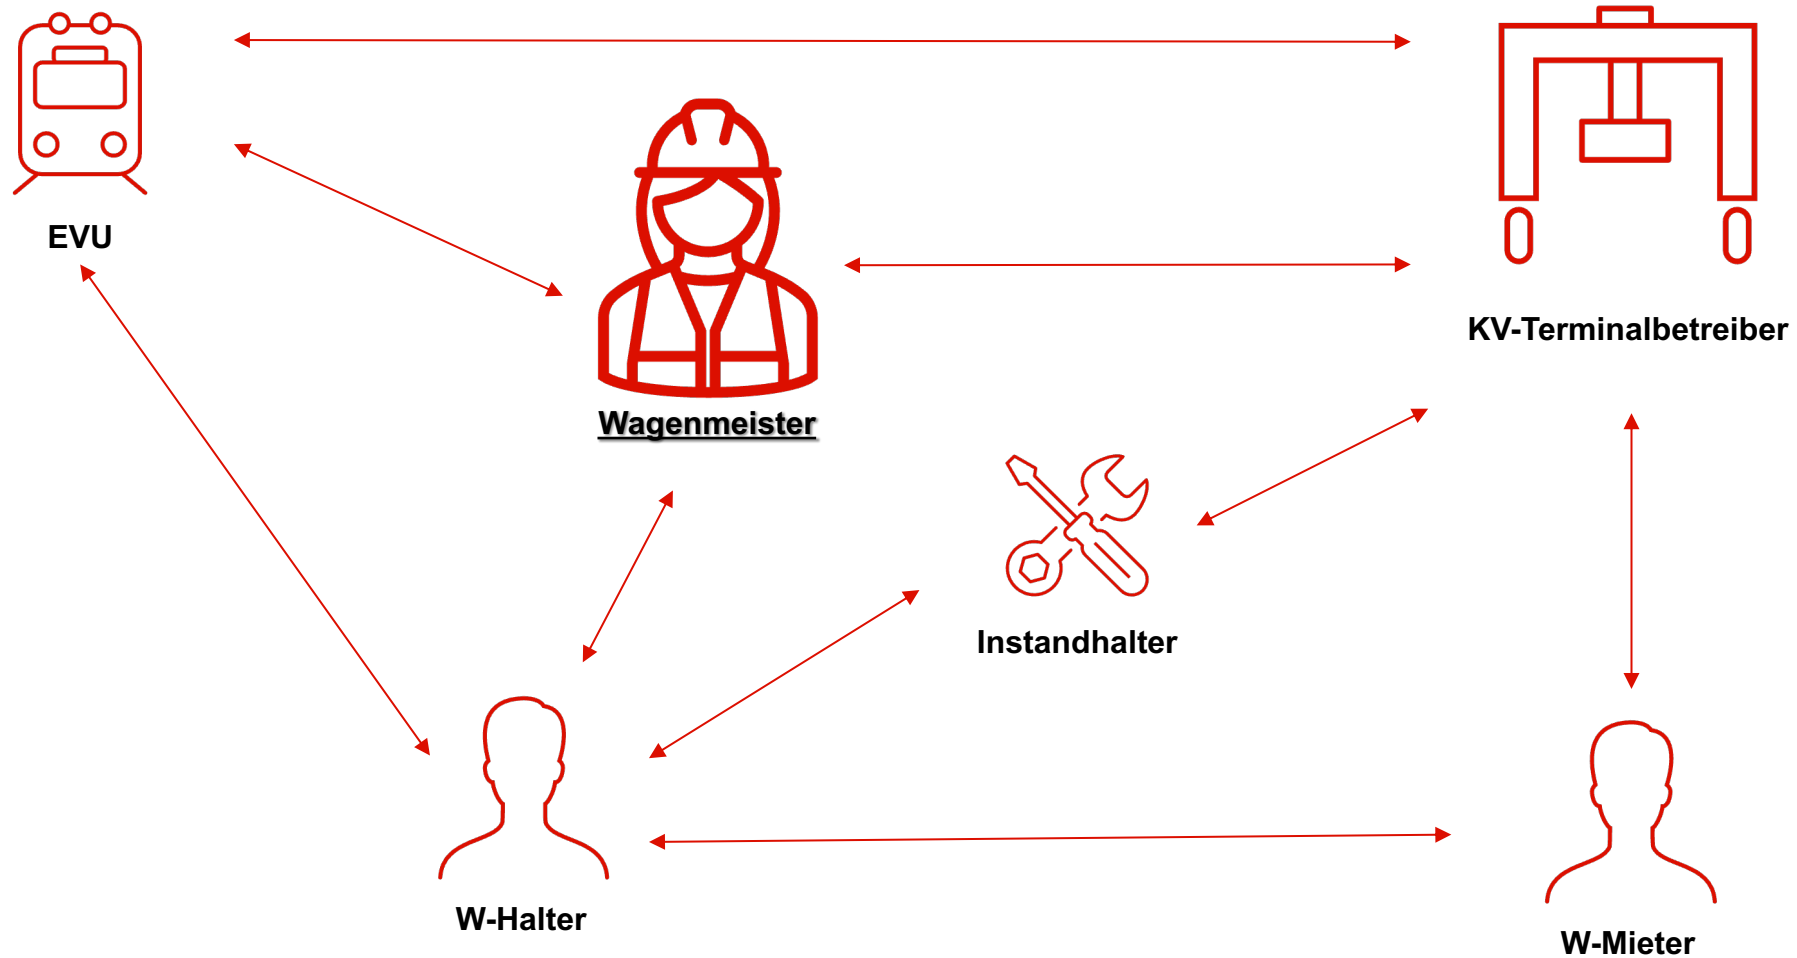 EVU
KV-Terminalbetreiber
Wagenmeister
Instandhalter
W-Halter
W-Mieter